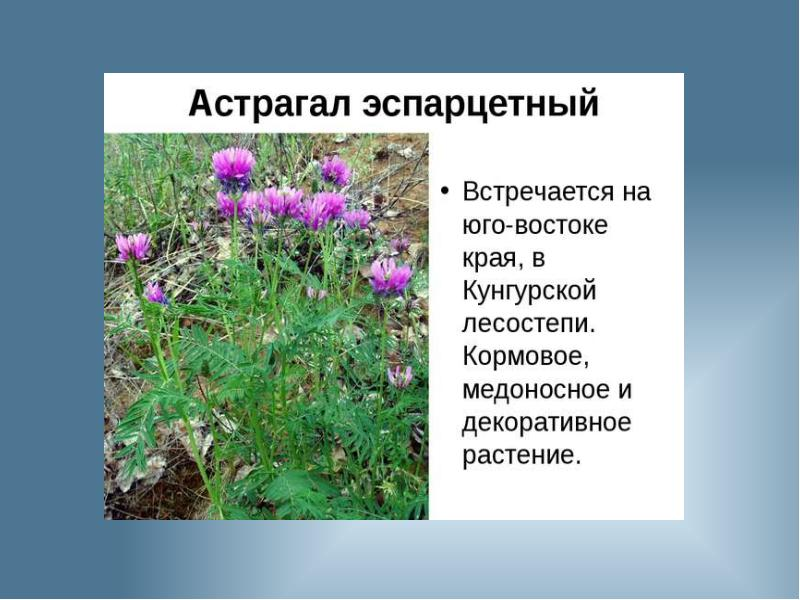 Астрагал эспарцетный
• Встречается на
юго-востоке
края, в
Кунгурской
лесостепи.
Кормовое,
медоносное и
декоративное
растение.